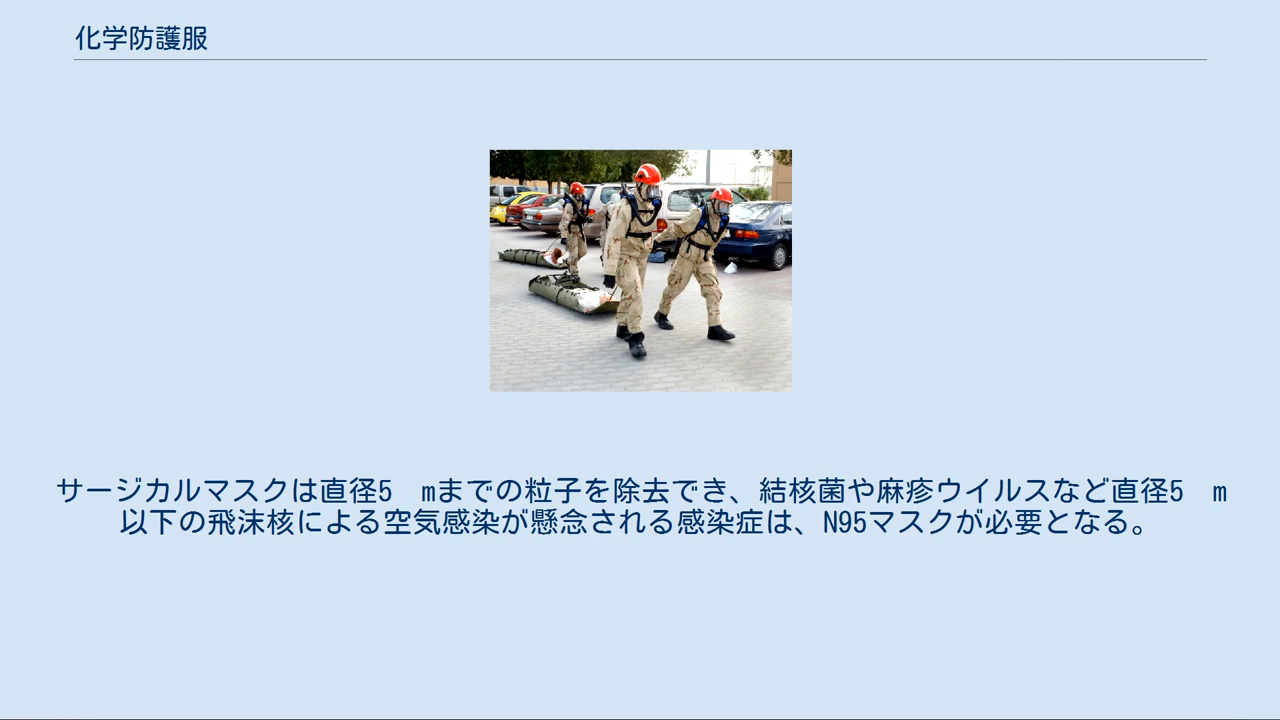 化学防護服
サージカルマスクは直径5　mまでの粒子を除去でき、結核菌や麻疹ウイルスなど直径5　m
以下の飛沫核による空気感染が懸念される感染症は、N95マスクが必要となる。